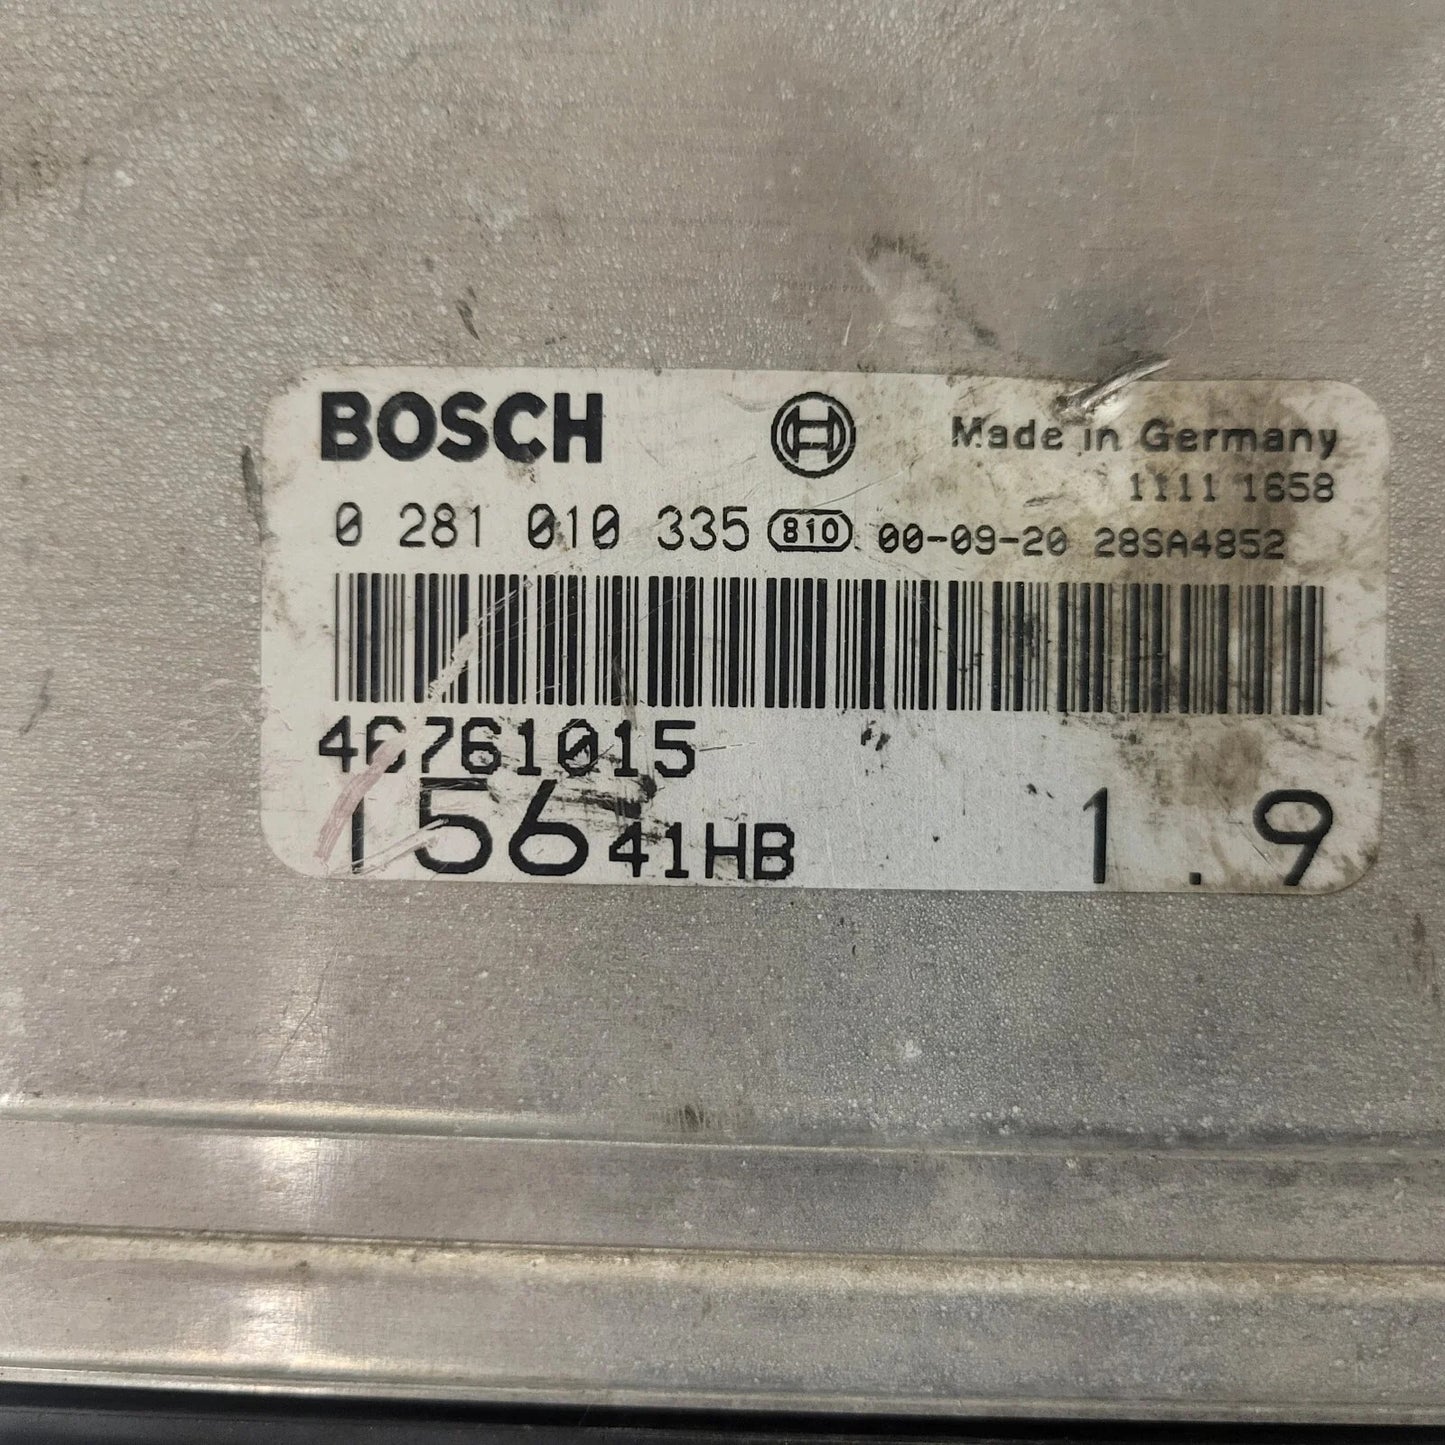 BOSCH
Made in Germany
1111 1658
0 281 010 335 810 00-09-20 28SA4852
46761015
156 41HB 1.9